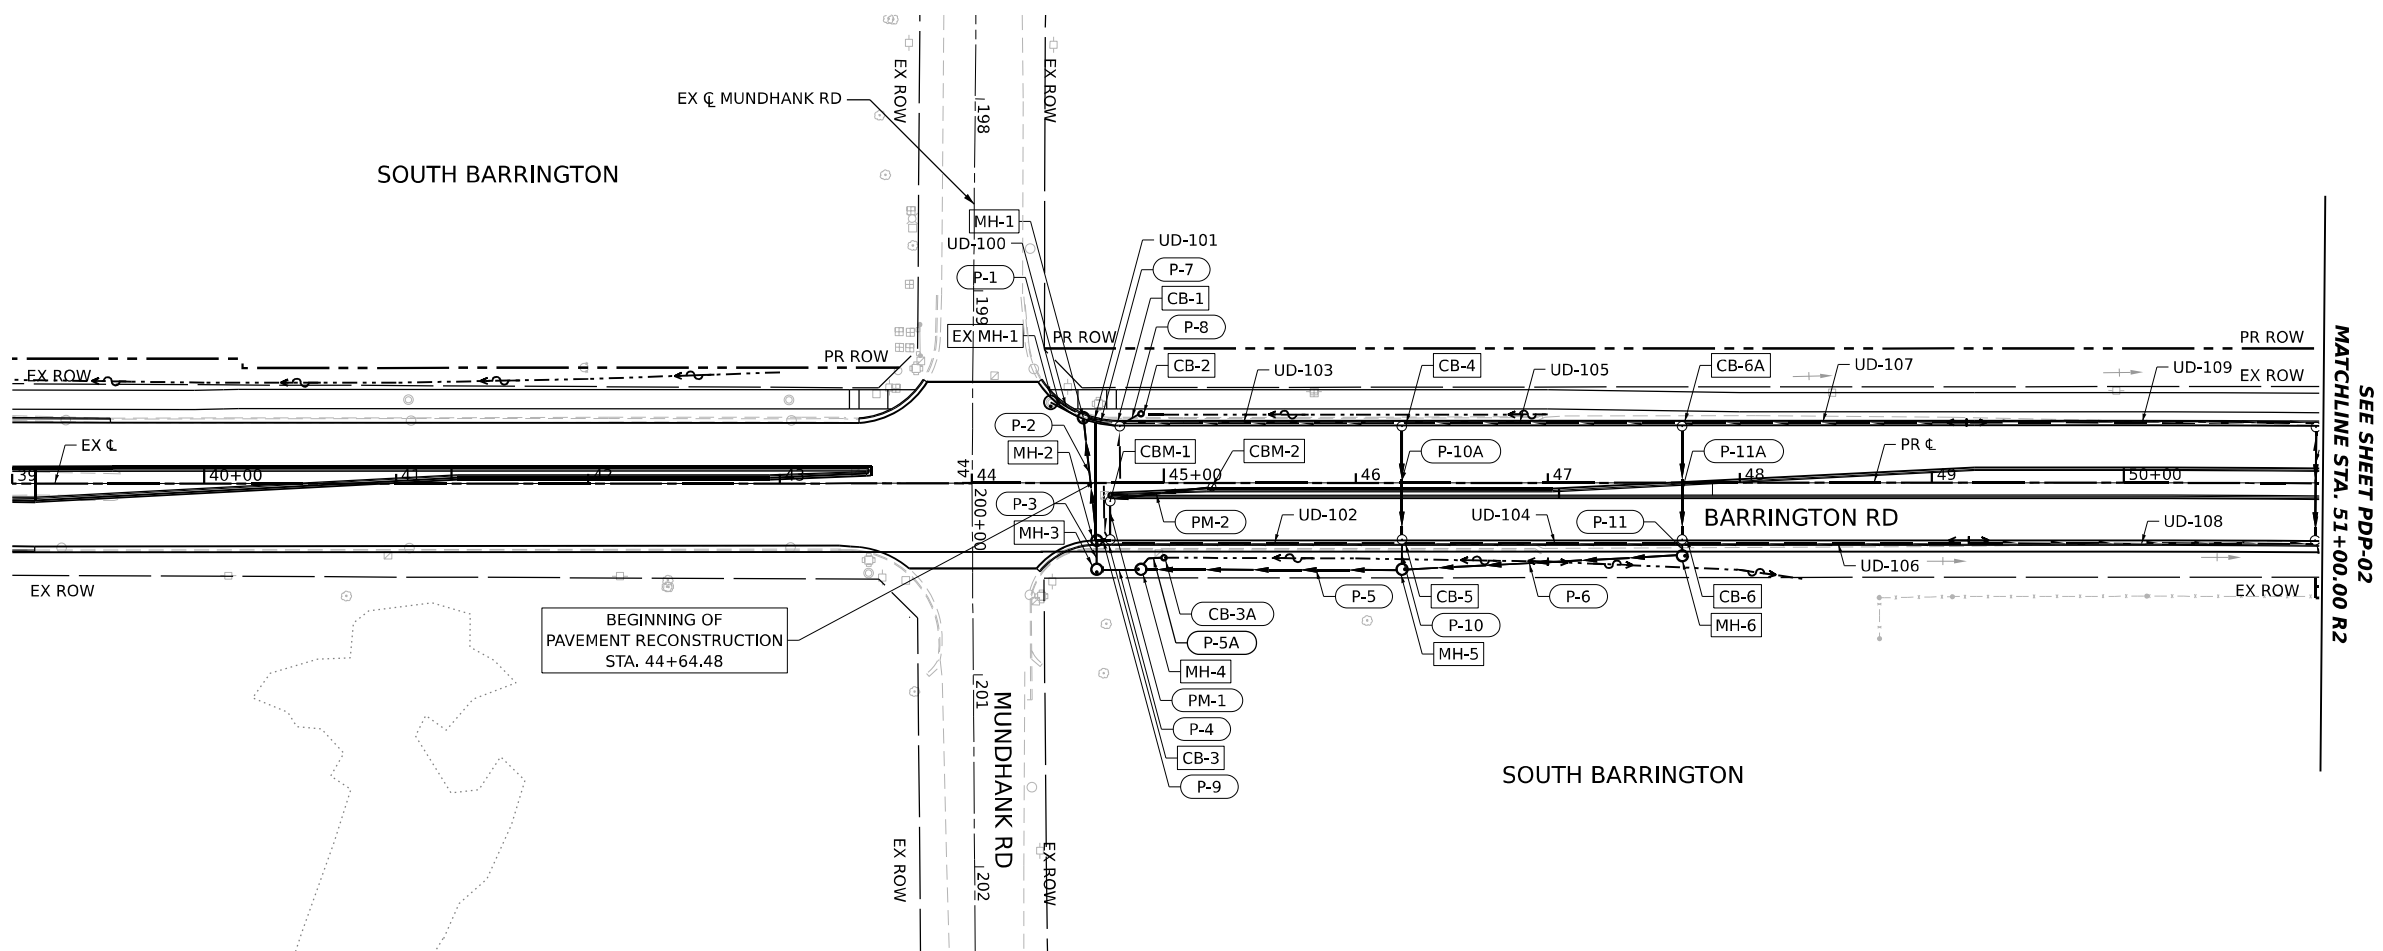 EX ROW
EX ROW
EX ℄ MUNDHANK RD
198
SOUTH BARRINGTON
MH-1
UD-100
P-1
UD-101
P-7
CB-1
P-8
CB-2
199
EX MH-1
PR ROW
PR ROW
PR ROW
EX ROW
UD-103
CB-4
UD-105
CB-6A
UD-107
UD-109
EX ROW
SEE SHEET PDP-02
MATCHLINE STA. 51+00.00 R2
EX ℄
P-2
MH-2
CBM-1
CBM-2
P-10A
P-11A
PR ℄
39
40+00
41
42
43
44
44
45+00
46
47
48
49
50+00
200+00
P-3
MH-3
PM-2
UD-102
UD-104
P-11
BARRINGTON RD
UD-108
UD-106
EX ROW
EX ROW
BEGINNING OF
PAVEMENT RECONSTRUCTION
STA. 44+64.48
CB-3A
P-5A
MH-4
PM-1
P-4
CB-3
P-9
P-5
CB-5
P-10
MH-5
P-6
CB-6
MH-6
201
MUNDHANK RD
SOUTH BARRINGTON
EX ROW
EX ROW
202